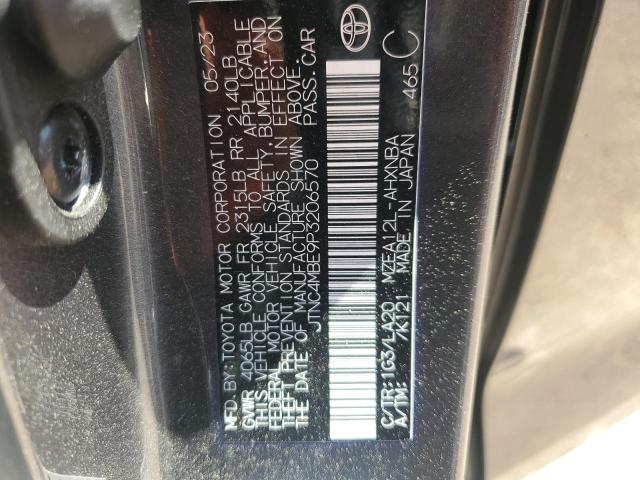 MFD. BY: TOYOTA MOTOR CORPORATION 05/23
GVWR 4065LB GAWR FR 2315LB RR 2140LB
THIS VEHICLE CONFORMS TO ALL APPLICABLE
FEDERAL MOTOR VEHICLE SAFETY, BUMPER, AND
THEFT PREVENTION STANDARDS IN EFFECT ON
THE DATE OF MANUFACTURE SHOWN ABOVE.
JTNC4MBE9P3206570 PASS. CAR
C/TR: 1G3/LA20 MZEA12L-AHXNBA 465 C
A/TM: /K121 MADE IN JAPAN